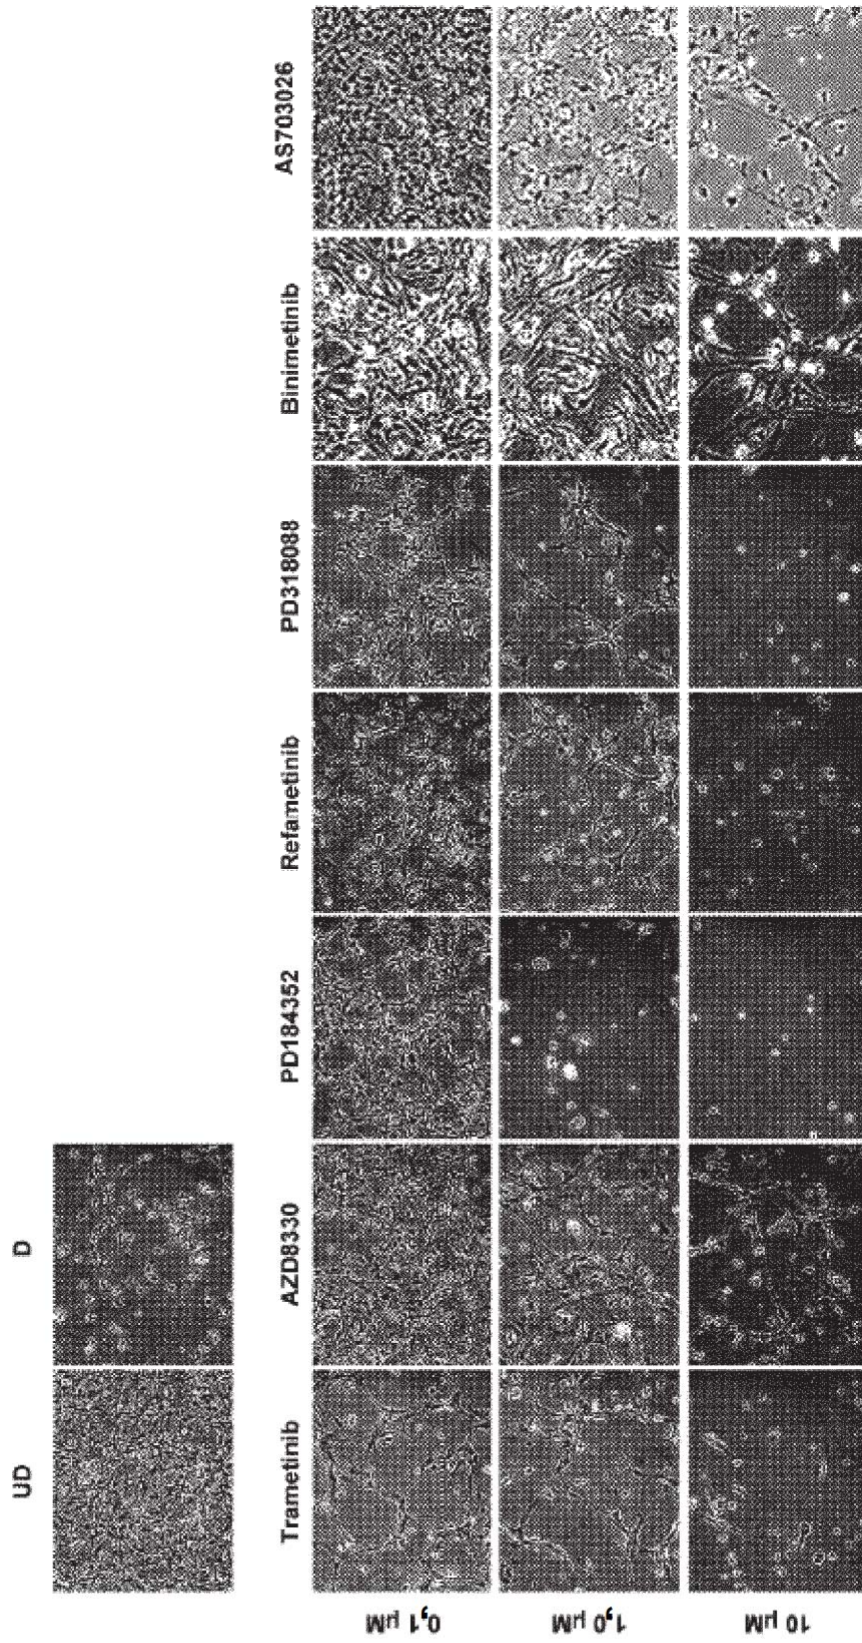 UD D
Trametinib AZD8330 PD184352 Refametinib PD318088 Binimetinib AS703026
0,1 µM
1,0 µM
10 µM